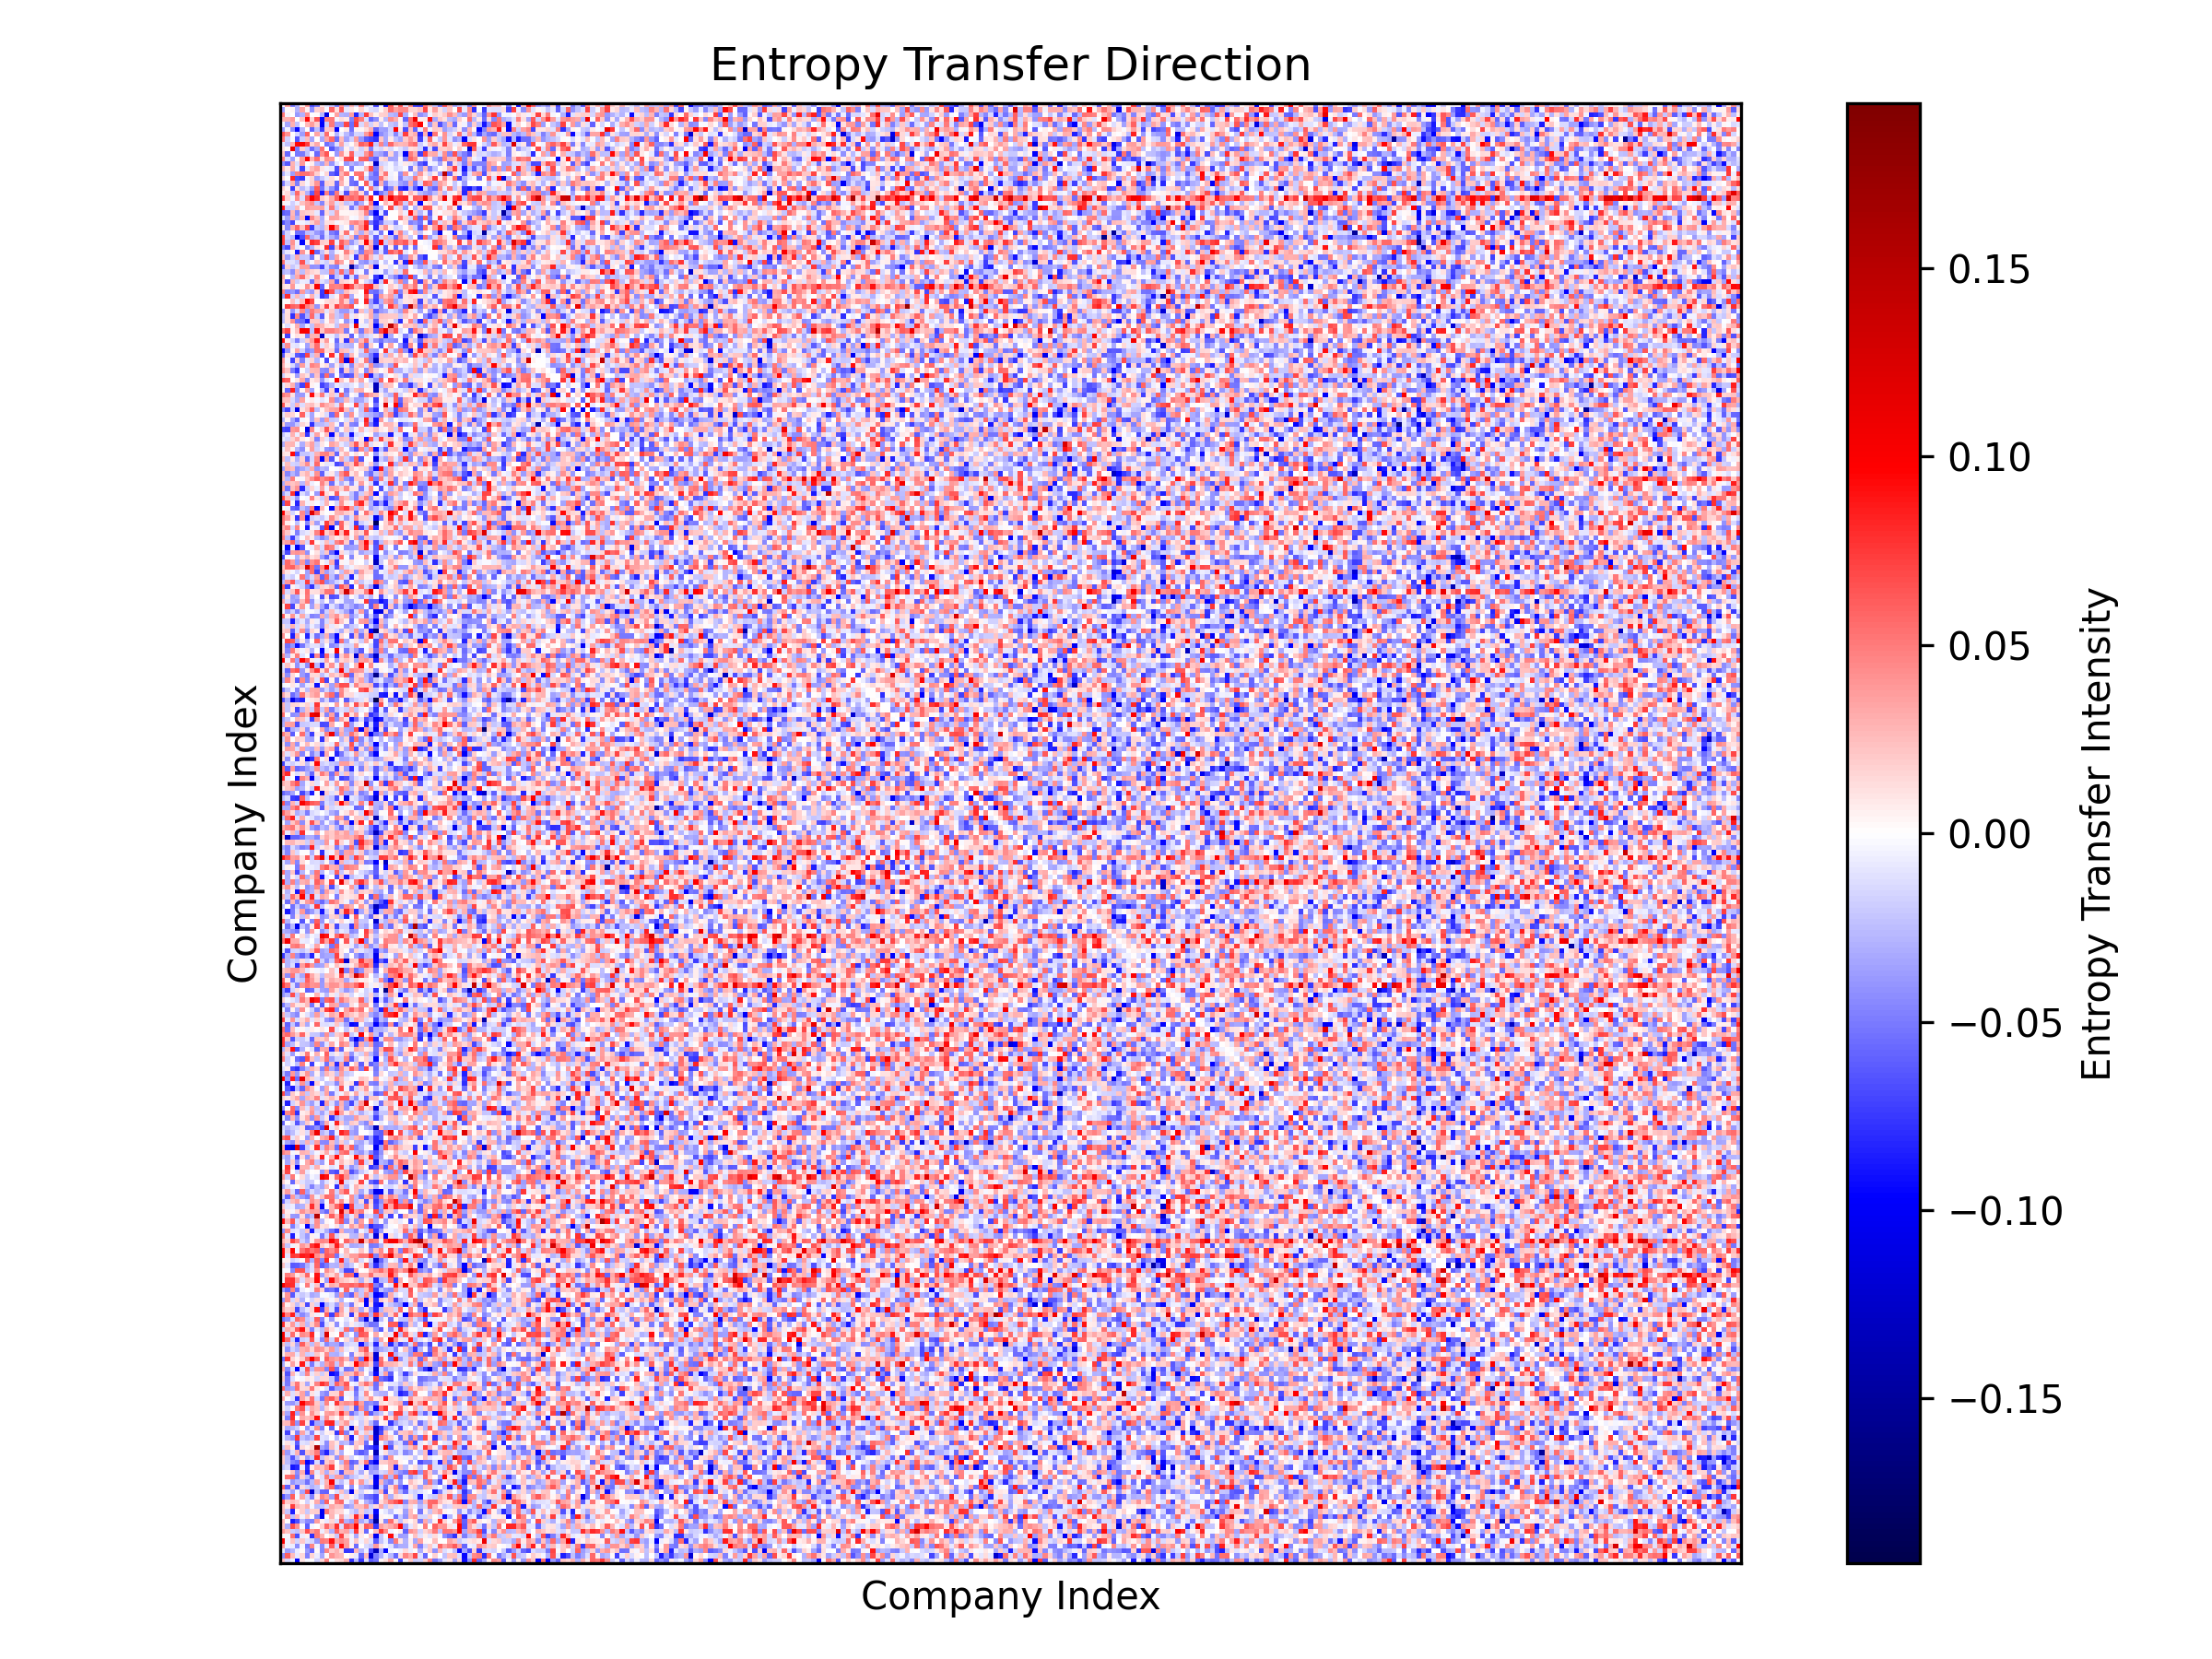 Entropy Transfer Direction
Company Index
Company Index
0.15
0.10
0.05
0.00
−0.05
−0.10
−0.15
Entropy Transfer Intensity